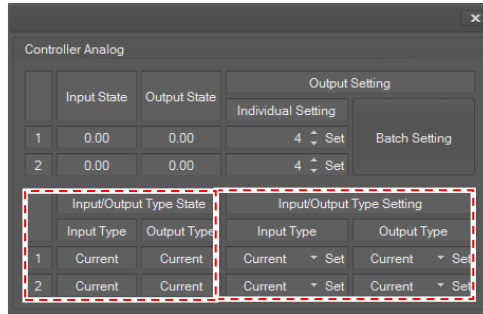 x
Controller Analog
Input State Output State Output Setting
Individual Setting Batch Setting
1 0.00 0.00 4 Set
2 0.00 0.00 4 Set
Input/Output Type State Input/Output Type Setting
Input Type Output Type Input Type Output Type
1 Current Current Current Set Current Set
2 Current Current Current Set Current Set